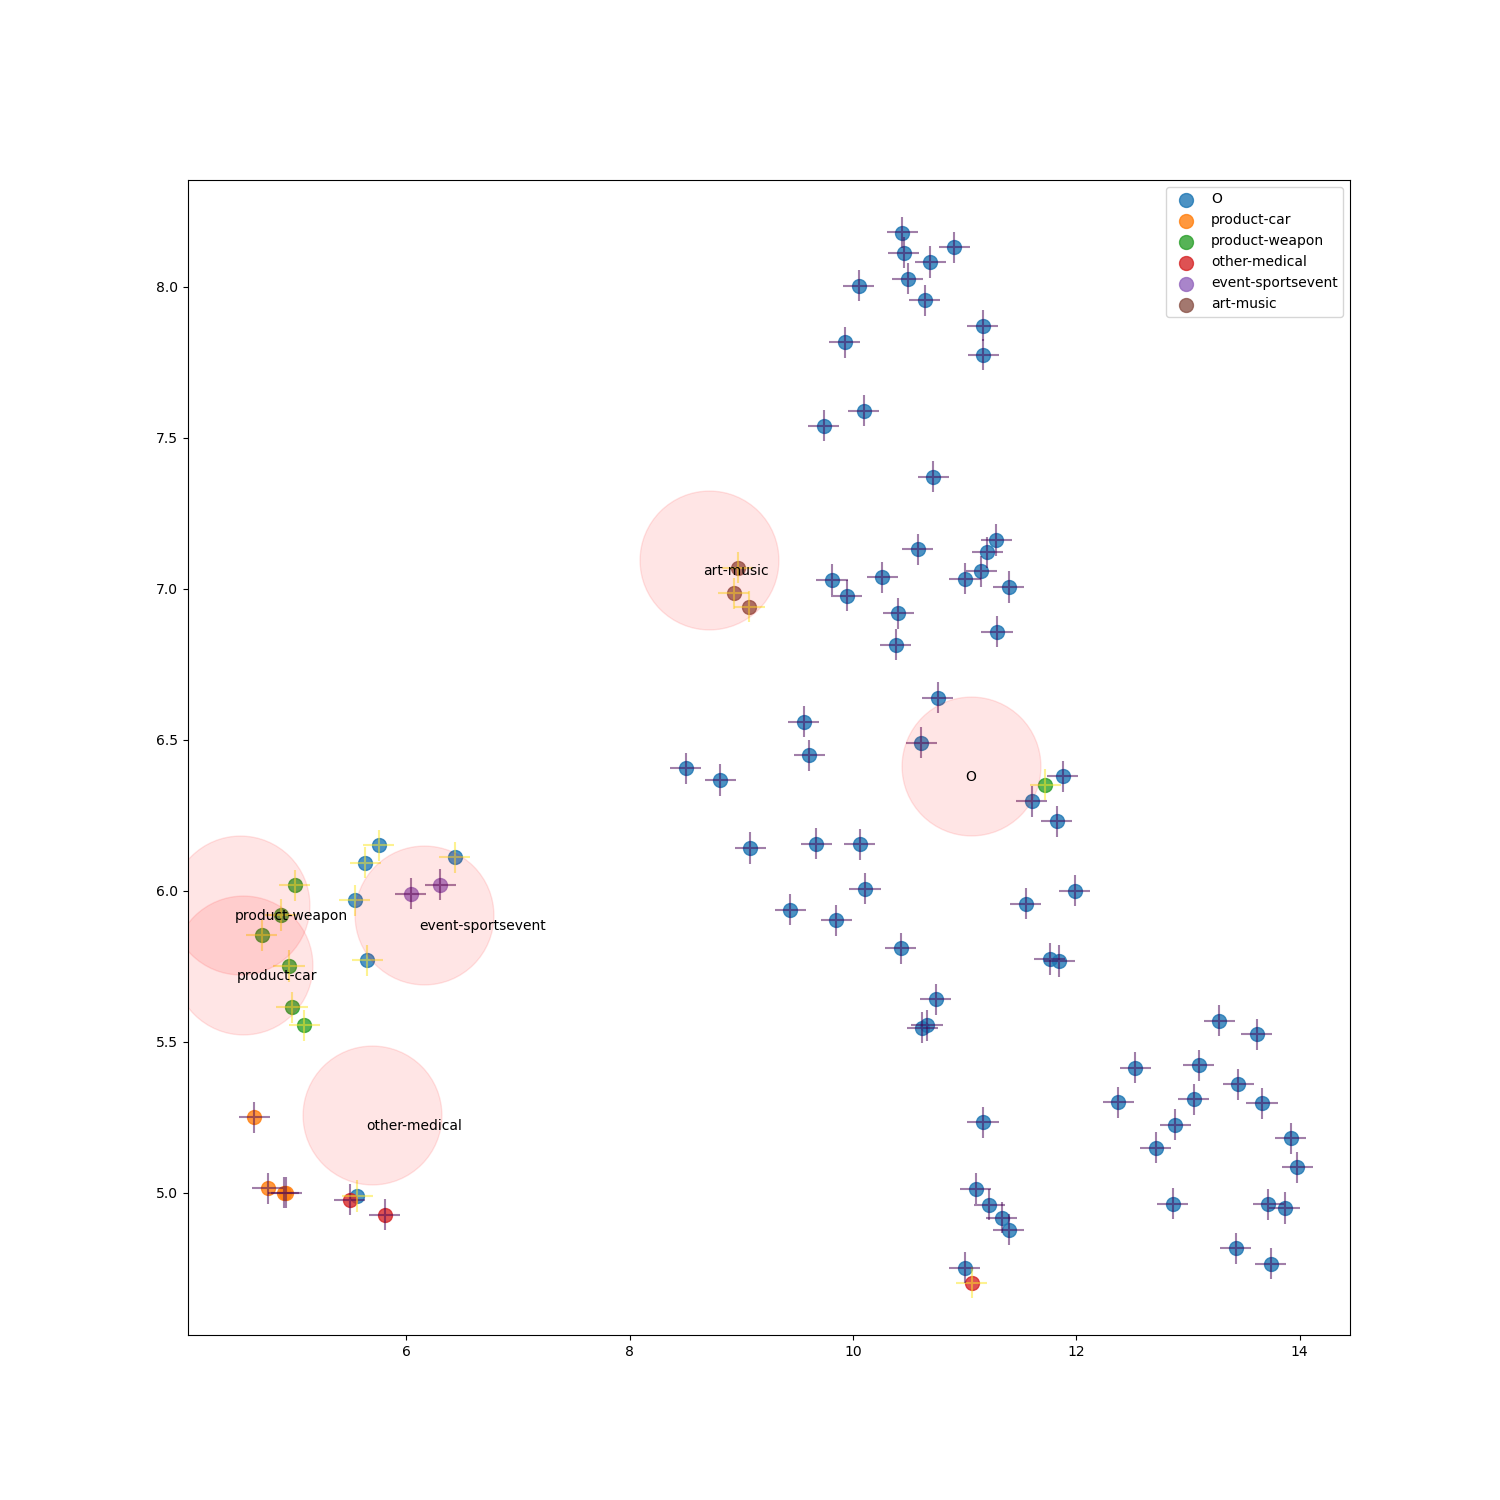 O
product-car
product-weapon
other-medical
event-sportsevent
art-music
8.0
7.5
7.0
6.5
6.0
5.5
5.0
art-music
O
product-weapon
event-sportsevent
product-car
other-medical
6
8
10
12
14